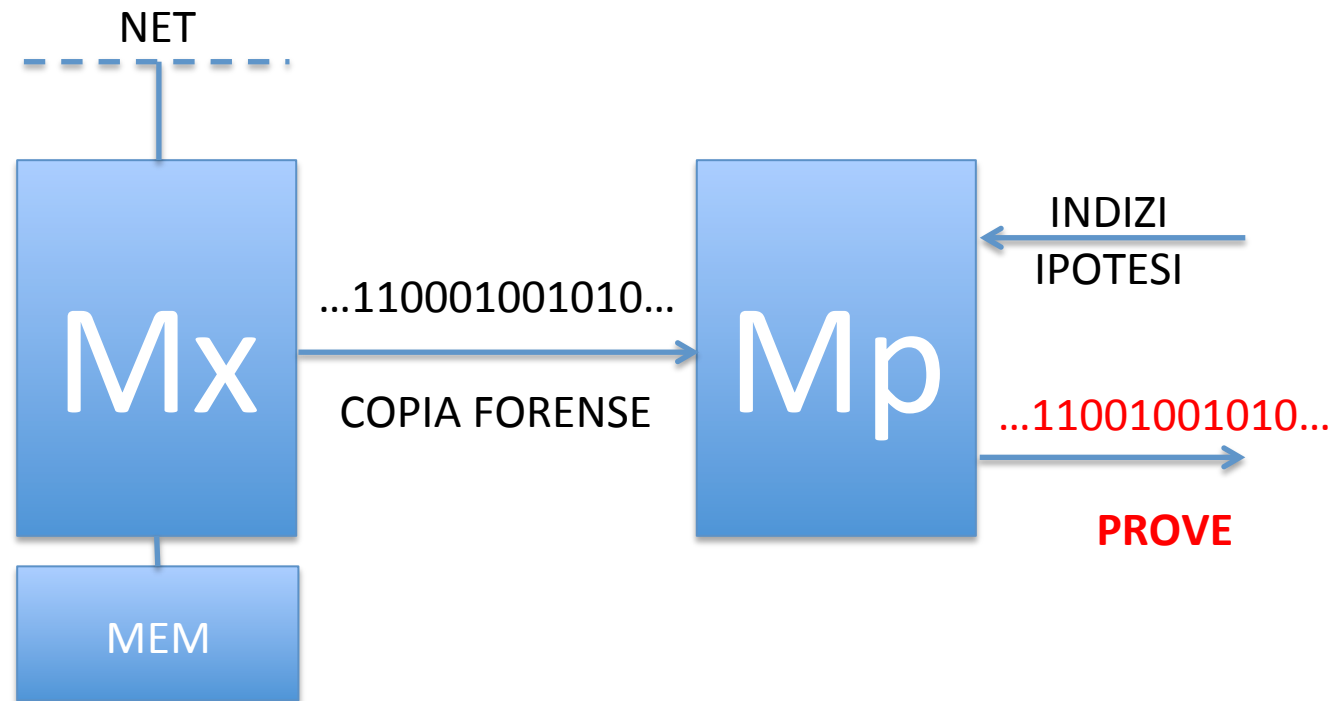 NET
Mx
MEM
…110001001010…
COPIA FORENSE
Mp
INDIZI
IPOTESI
…11001001010…
PROVE